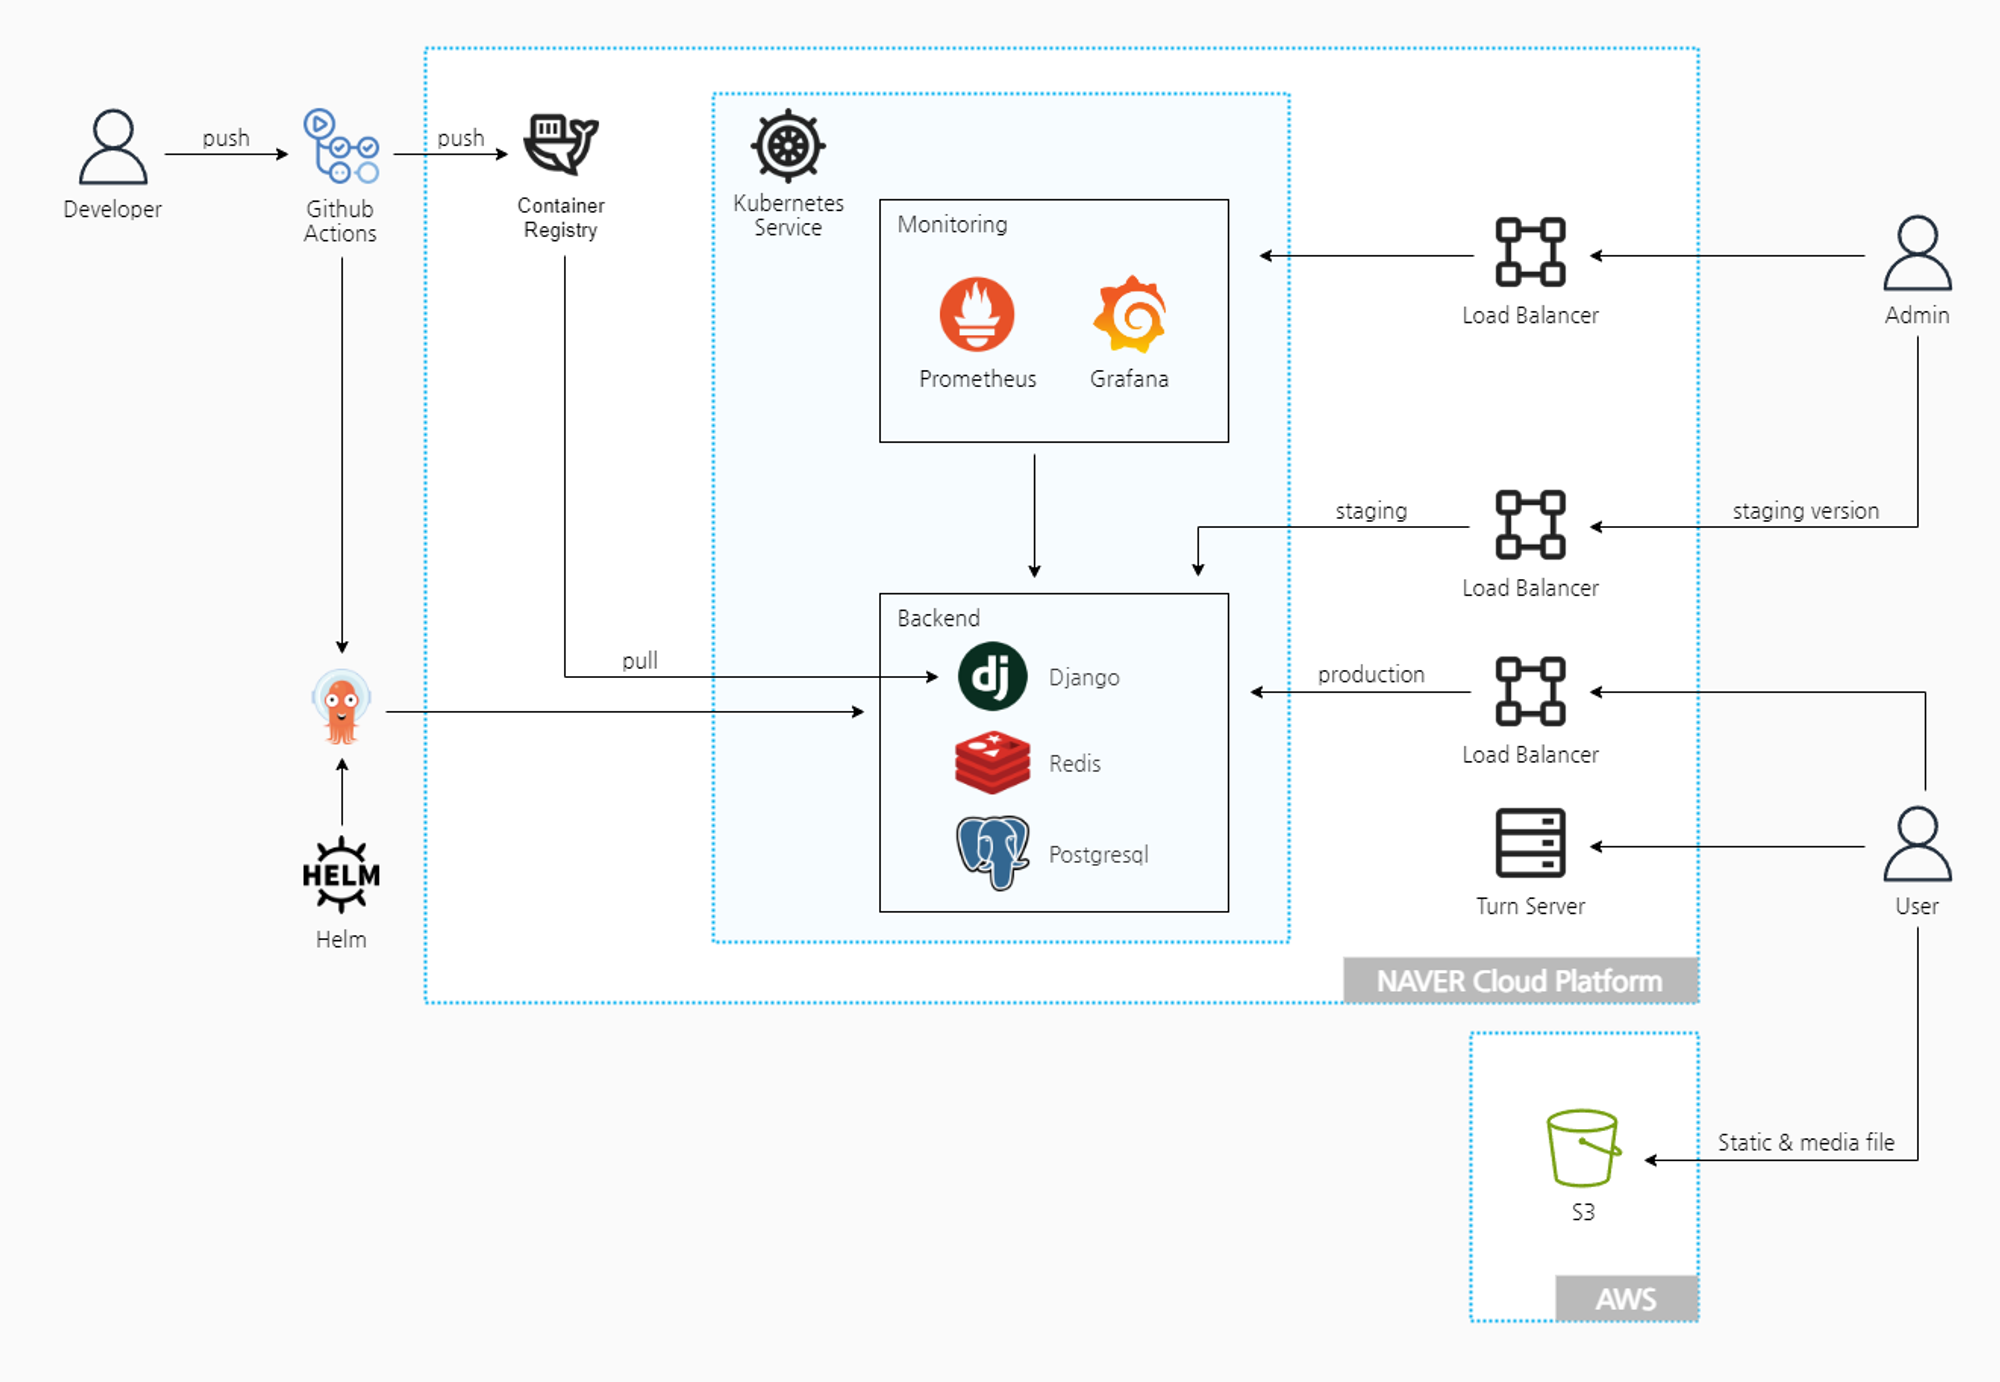 push
push
Developer
Github
Actions
Container
Registry
Kubernetes
Service
Monitoring
Prometheus
Grafana
Load Balancer
Admin
staging
staging version
Load Balancer
pull
Backend
Django
Redis
Postgresql
production
Load Balancer
Turn Server
User
HELM
Helm
NAVER Cloud Platform
Static & media file
S3
AWS
dj